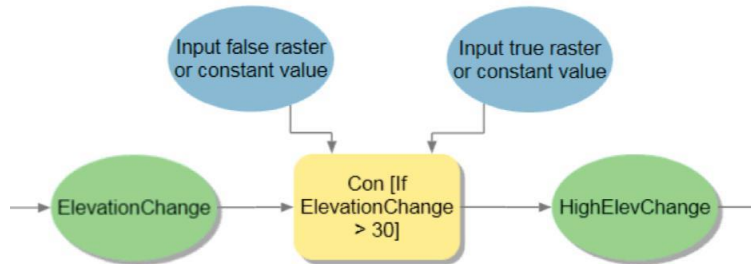 Input false raster
or constant value
Input true raster
or constant value
ElevationChange
Con [If
ElevationChange
> 30]
HighElevChange